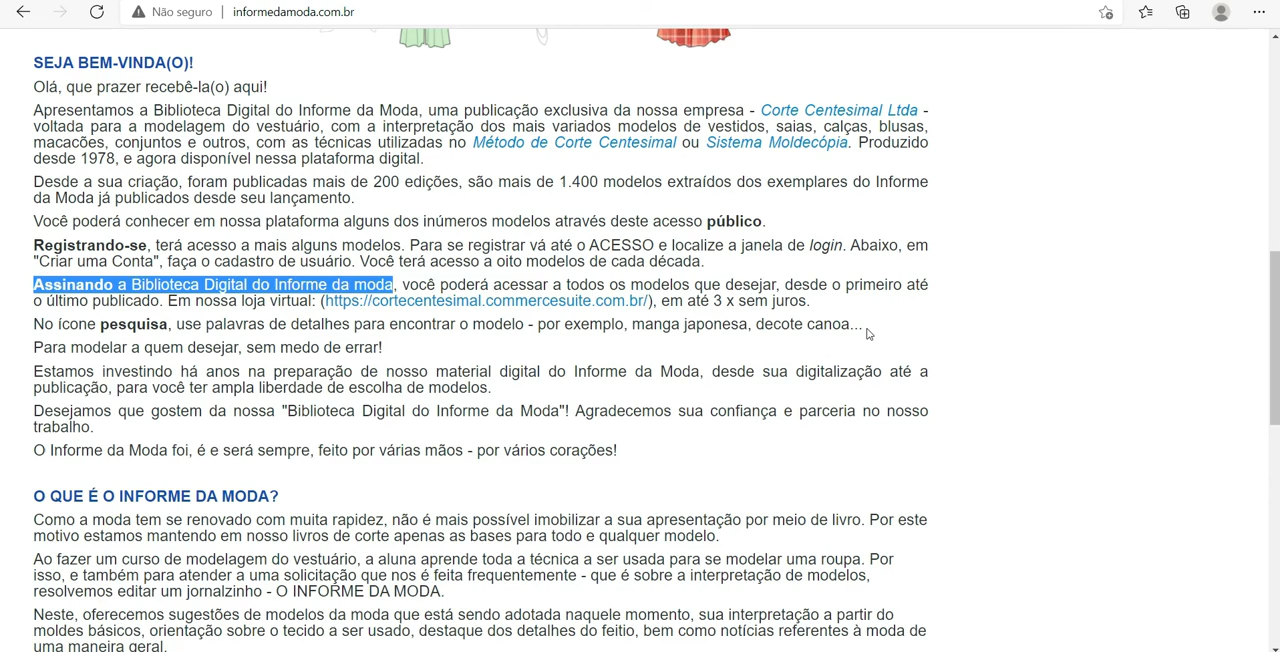 Não seguro | informedamoda.com.br
SEJA BEM-VINDA(O)!
Olá, que prazer recebê-la(o) aqui!
Apresentamos a Biblioteca Digital do Informe da Moda, uma publicação exclusiva da nossa empresa - Corte Centesimal Ltda -
voltada para a modelagem do vestuário, com a interpretação dos mais variados modelos de vestidos, saias, calças, blusas,
macacões, conjuntos e outros, com as técnicas utilizadas no Método de Corte Centesimal ou Sistema Moldecópia. Produzido
desde 1978, e agora disponível nessa plataforma digital.
Desde a sua criação, foram publicadas mais de 200 edições, são mais de 1.400 modelos extraídos dos exemplares do Informe
da Moda já publicados desde seu lançamento.
Você poderá conhecer em nossa plataforma alguns dos inúmeros modelos através deste acesso público.
Registrando-se, terá acesso a mais alguns modelos. Para se registrar vá até o ACESSO e localize a janela de login. Abaixo, em
"Criar uma Conta", faça o cadastro de usuário. Você terá acesso a oito modelos de cada década.
Assinando a Biblioteca Digital do Informe da moda, você poderá acessar a todos os modelos que desejar, desde o primeiro até
o último publicado. Em nossa loja virtual: (https://cortecentesimal.commercesuite.com.br/), em até 3 x sem juros.
No ícone pesquisa, use palavras de detalhes para encontrar o modelo - por exemplo, manga japonesa, decote canoa...
Para modelar a quem desejar, sem medo de errar!
Estamos investindo há anos na preparação de nosso material digital do Informe da Moda, desde sua digitalização até a
publicação, para você ter ampla liberdade de escolha de modelos.
Desejamos que gostem da nossa "Biblioteca Digital do Informe da Moda"! Agradecemos sua confiança e parceria no nosso
trabalho.
O Informe da Moda foi, é e será sempre, feito por várias mãos - por vários corações!
O QUE É O INFORME DA MODA?
Como a moda tem se renovado com muita rapidez, não é mais possível imobilizar a sua apresentação por meio de livro. Por este
motivo estamos mantendo em nosso livros de corte apenas as bases para todo e qualquer modelo.
Ao fazer um curso de modelagem do vestuário, a aluna aprende toda a técnica a ser usada para se modelar uma roupa. Por
isso, e também para atender a uma solicitação que nos é feita frequentemente - que é sobre a interpretação de modelos,
resolvemos editar um jornalzinho - O INFORME DA MODA.
Neste, oferecemos sugestões de modelos da moda que está sendo adotada naquele momento, sua interpretação a partir do
moldes básicos, orientação sobre o tecido a ser usado, destaque dos detalhes do feitio, bem como notícias referentes à moda de
uma maneira geral.